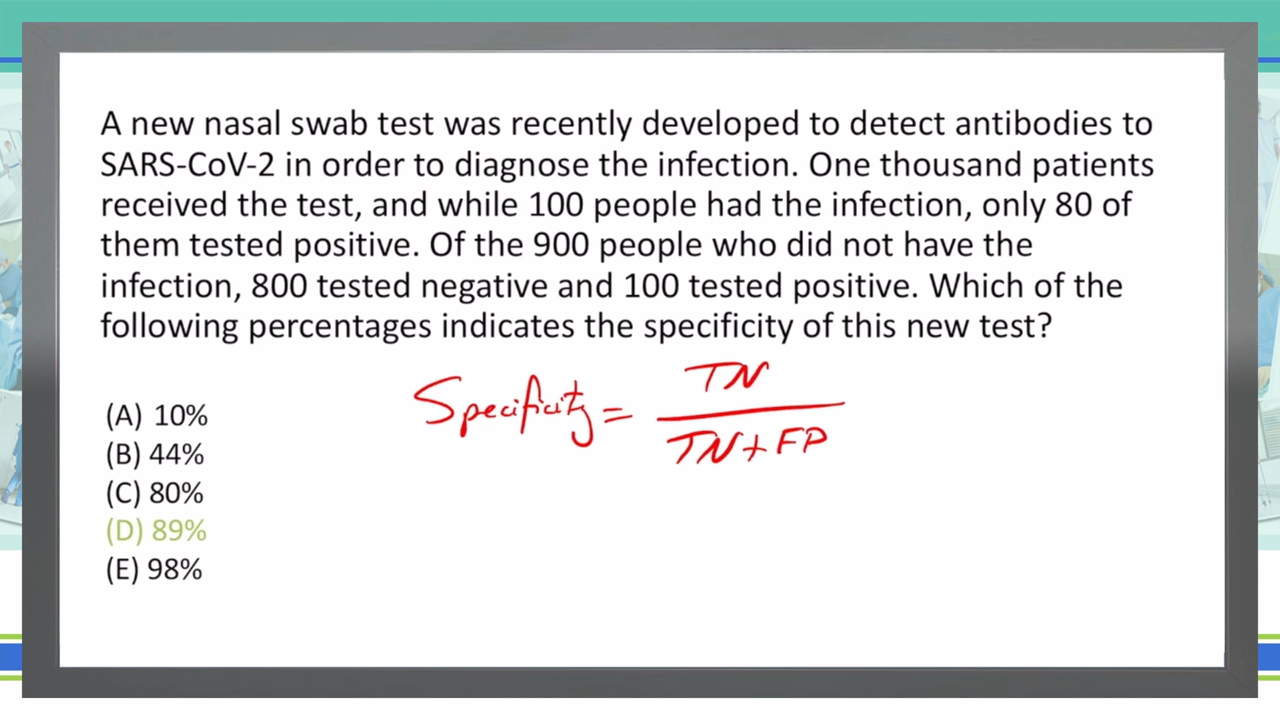 A new nasal swab test was recently developed to detect antibodies to
SARS-CoV-2 in order to diagnose the infection. One thousand patients
received the test, and while 100 people had the infection, only 80 of
them tested positive. Of the 900 people who did not have the
infection, 800 tested negative and 100 tested positive. Which of the
following percentages indicates the specificity of this new test?
Specificity = TN
TN + FP
(A) 10%
(B) 44%
(C) 80%
(D) 89%
(E) 98%